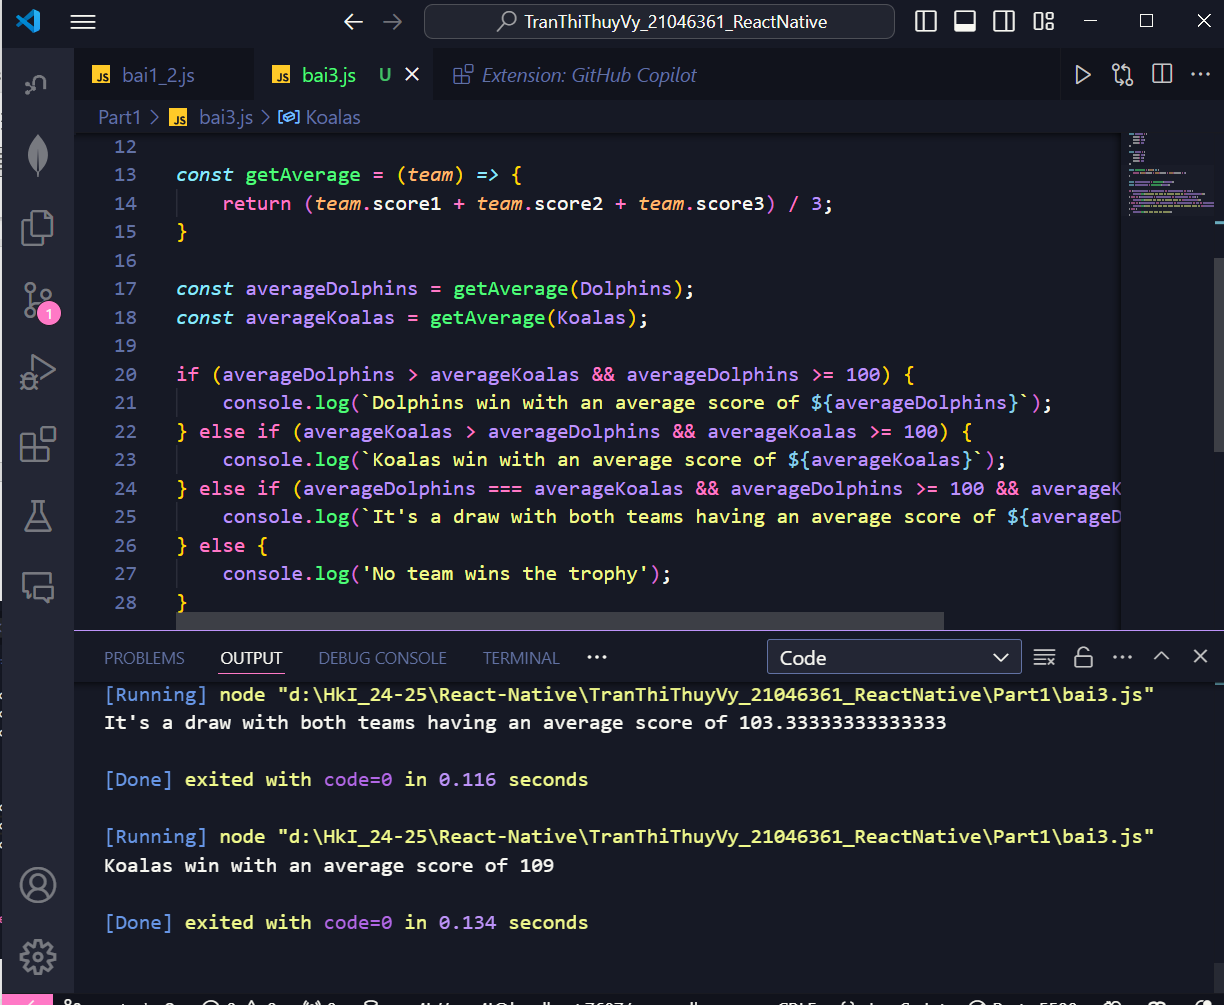 TranThiThuyVy_21046361_ReactNative
JS bai1_2.js
JS bai3.js U
Extension: GitHub Copilot
Part1 > JS bai3.js > Koalas
12
13 const getAverage = (team) => {
14 return (team.score1 + team.score2 + team.score3) / 3;
15 }
16
17 const averageDolphins = getAverage(Dolphins);
18 const averageKoalas = getAverage(Koalas);
19
20 if (averageDolphins > averageKoalas && averageDolphins >= 100) {
21 console.log(`Dolphins win with an average score of ${averageDolphins}`);
22 } else if (averageKoalas > averageDolphins && averageKoalas >= 100) {
23 console.log(`Koalas win with an average score of ${averageKoalas}`);
24 } else if (averageDolphins === averageKoalas && averageDolphins >= 100 && averageK
25 console.log(`It's a draw with both teams having an average score of ${averageD
26 } else {
27 console.log('No team wins the trophy');
28 }
1
PROBLEMS OUTPUT DEBUG CONSOLE TERMINAL ··· Code
[Running] node "d:\HkI_24-25\React-Native\TranThiThuyVy_21046361_ReactNative\Part1\bai3.js"
It's a draw with both teams having an average score of 103.33333333333333
[Done] exited with code=0 in 0.116 seconds
[Running] node "d:\HkI_24-25\React-Native\TranThiThuyVy_21046361_ReactNative\Part1\bai3.js"
Koalas win with an average score of 109
[Done] exited with code=0 in 0.134 seconds